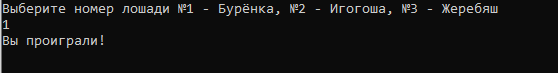 Выберите номер лошади №1 - Бурёнка, №2 - Игогоша, №3 - Жеребяш
1
Вы проиграли!